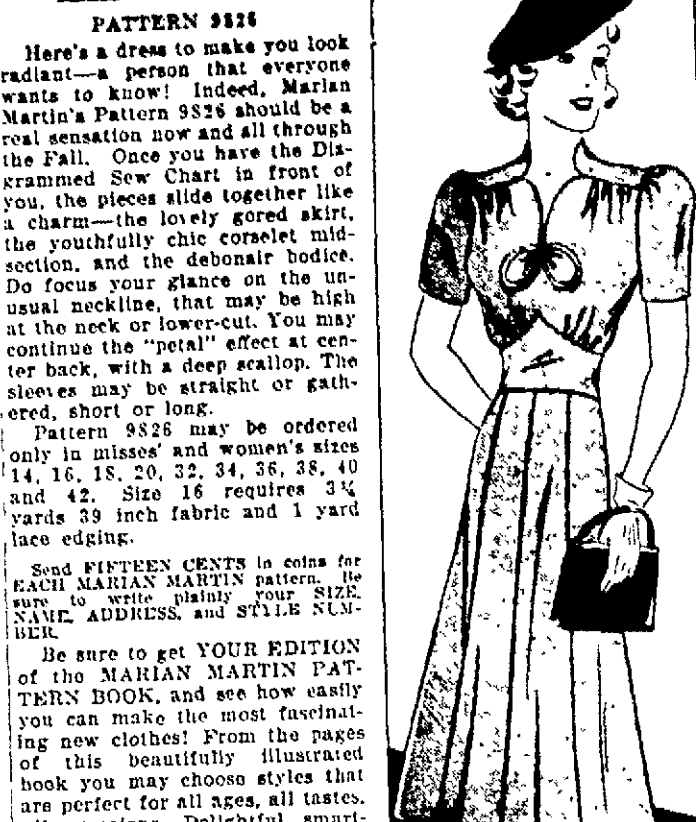 PATTERN 9826
Here's a dress to make you look
radiant—a person that everyone
wants to know! Indeed, Marian
Martin's Pattern 9826 should be a
real sensation now and all through
the Fall. Once you have the Dia-
grammed Sew Chart in front of
you, the pieces slide together like
a charm—the lovely gored skirt,
the youthfully chic corselet mid-
section, and the debonair bodice.
Do focus your glance on the un-
usual neckline, that may be high
at the neck or lower-cut. You may
continue the "petal" effect at cen-
ter back, with a deep scallop. The
sleeves may be straight or gath-
ered, short or long.
Pattern 9826 may be ordered
only in misses' and women's sizes
14, 16, 18, 20, 32, 34, 36, 38, 40
and 42. Size 16 requires 3¾
yards 39 inch fabric and 1 yard
lace edging.
Send FIFTEEN CENTS in coins for
EACH MARIAN MARTIN pattern. Be
sure to write plainly your SIZE,
NAME, ADDRESS, and STYLE NUM-
BER.
Be sure to get YOUR EDITION
of the MARIAN MARTIN PAT-
TERN BOOK, and see how easily
you can make the most fascinat-
ing new clothes! From the pages
of this beautifully illustrated
book you may choose styles that
are perfect for all ages, all tastes,
Delightful smart-